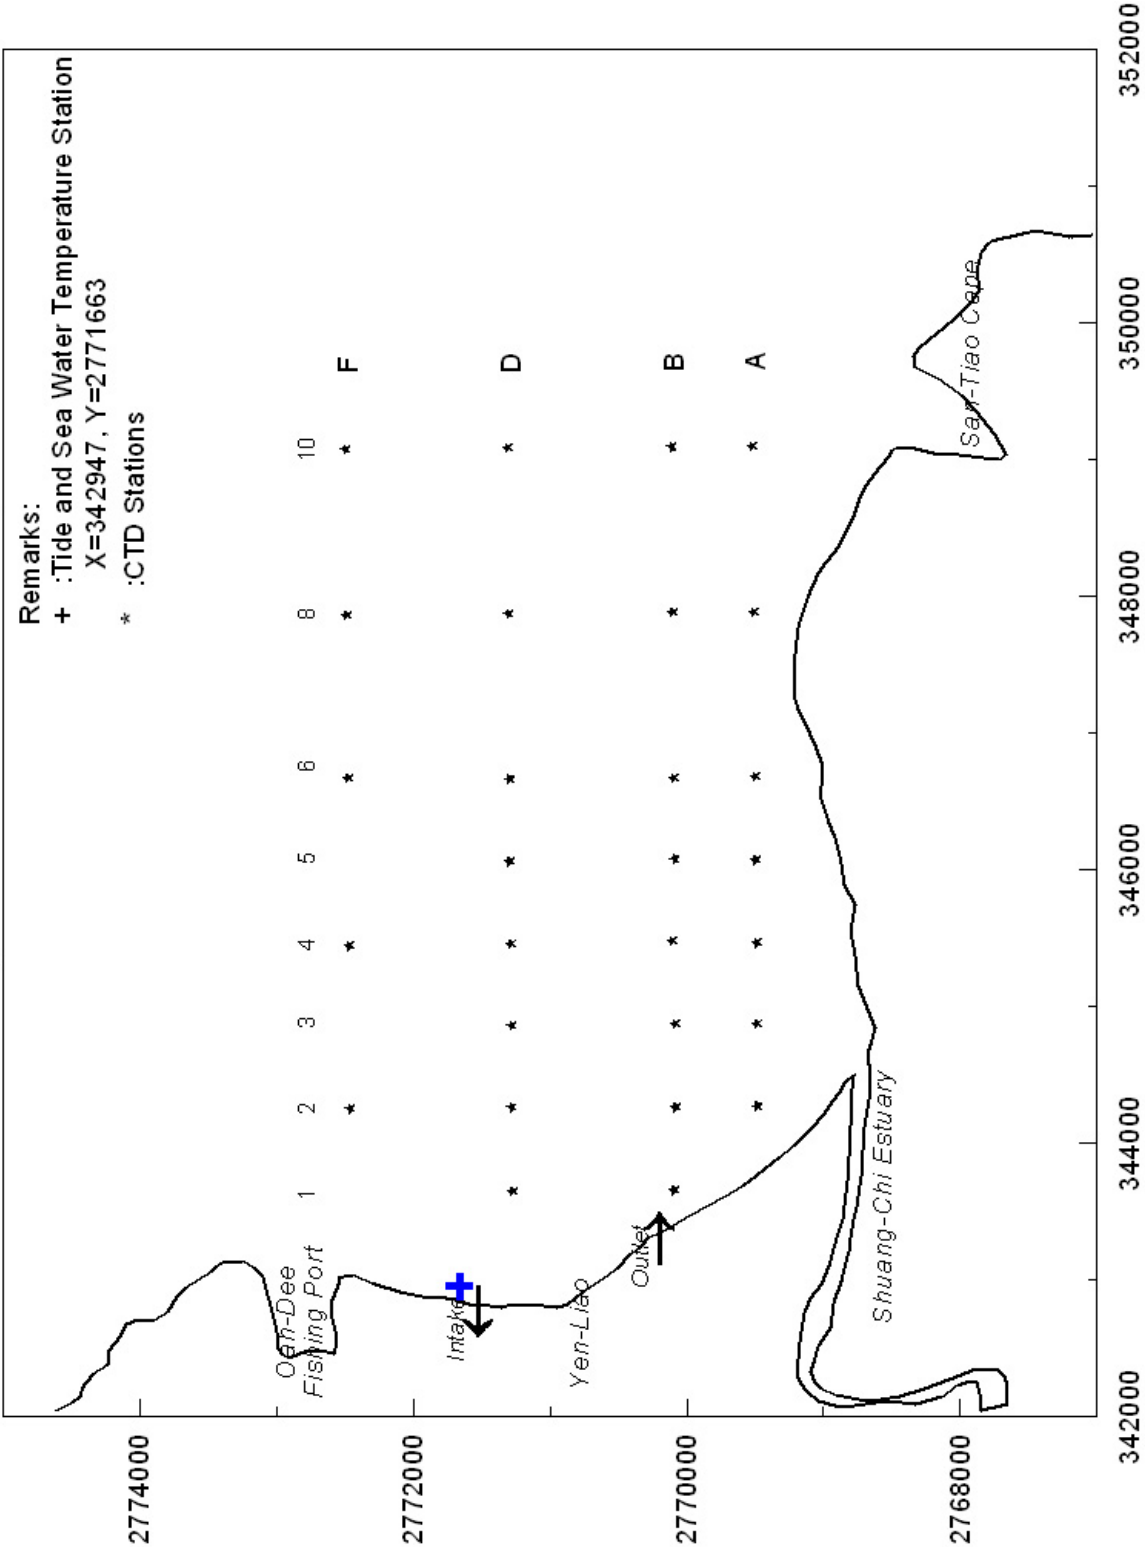 Remarks:
+ :Tide and Sea Water Temperature Station
X=342947, Y=2771663
* :CTD Stations
2774000
2772000
2770000
2768000
342000
344000
346000
348000
350000
352000
1
2
3
4
5
6
8
10
F
D
B
A
Oah-Dee
Fishing Port
Intake
Yen-Liao
Outlet
Shuang-Chi Estuary
San-Tiao Cape